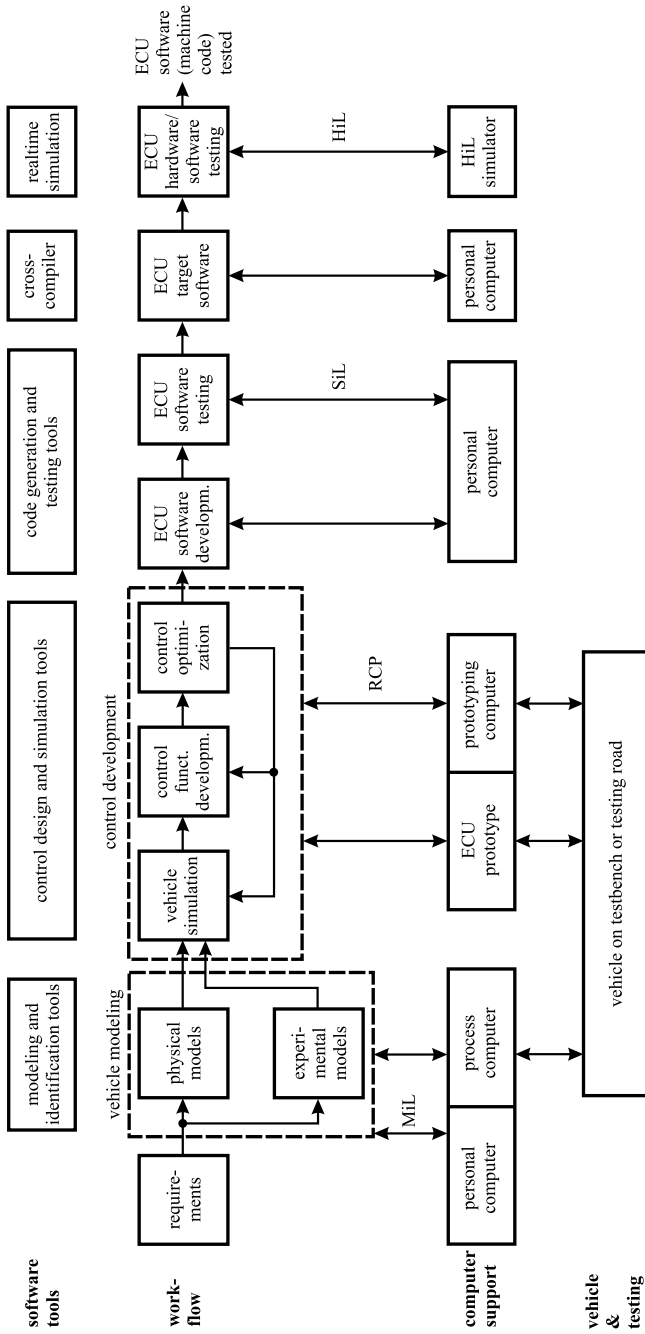 software
tools
modeling and
identification tools
control design and simulation tools
code generation and
testing tools
cross-
compiler
realtime
simulation
work-
flow
require-
ments
vehicle modeling
physical
models
experi-
mental models
control development
vehicle
simulation
control
funct.
developm.
control
optimi-
zation
ECU
software
developm.
ECU
software
testing
ECU
target
software
ECU
hardware/
software
testing
ECU
software
(machine
code)
tested
MiL
RCP
SiL
HiL
computer
support
personal
computer
process
computer
ECU
prototype
prototyping
computer
personal
computer
personal
computer
HiL
simulator
vehicle
&
testing
vehicle on testbench or testing road